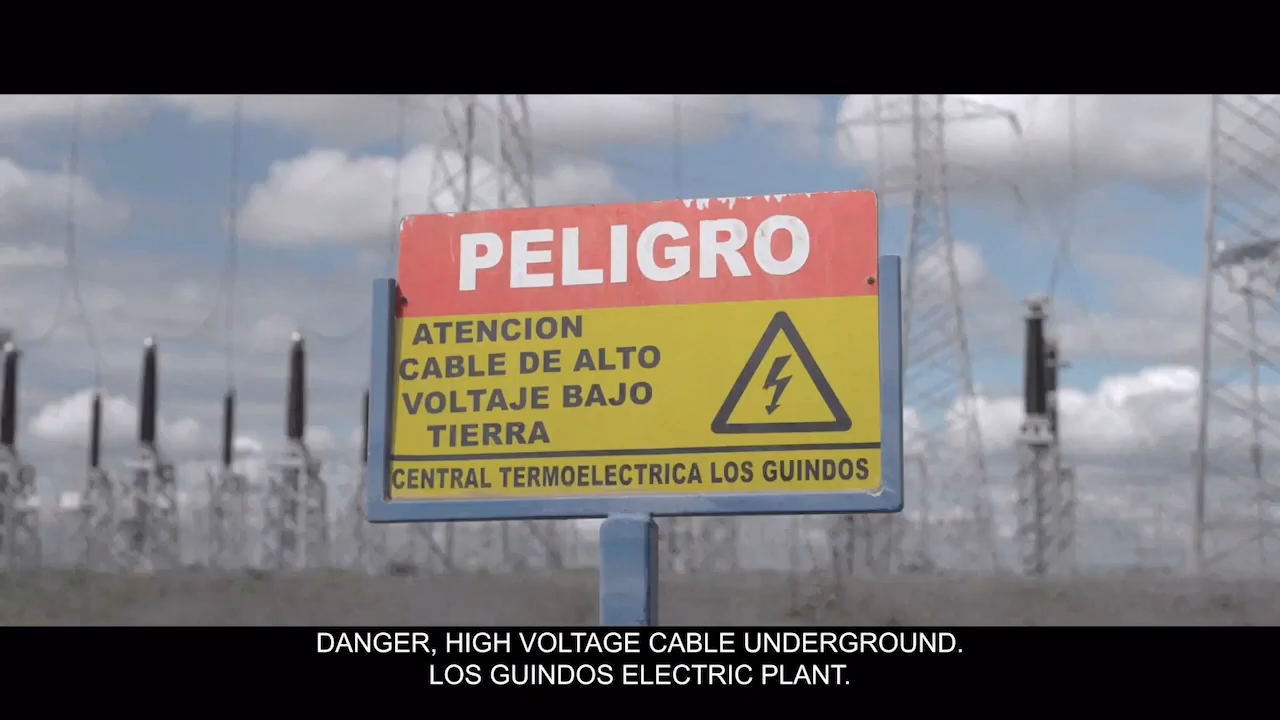 PELIGRO
ATENCION
CABLE DE ALTO
VOLTAJE BAJO
TIERRA
CENTRAL TERMOELECTRICA LOS GUINDOS
DANGER, HIGH VOLTAGE CABLE UNDERGROUND.
LOS GUINDOS ELECTRIC PLANT.